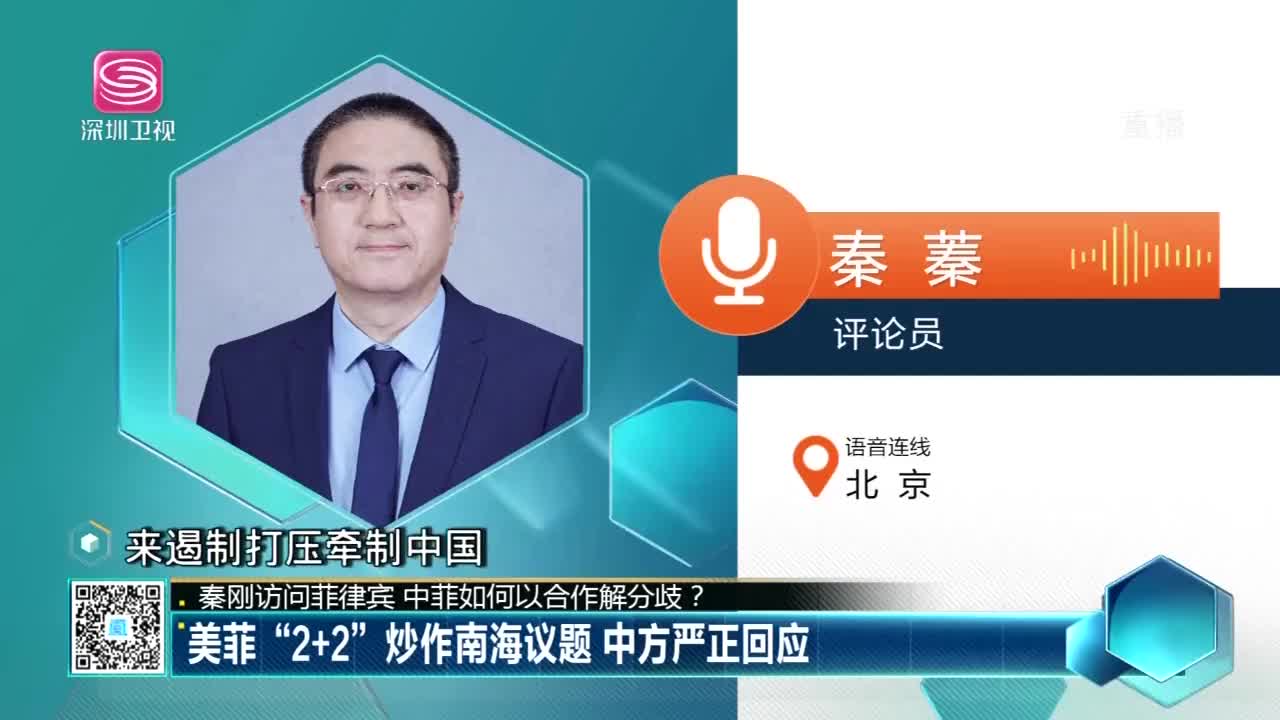 深圳卫视
直播
秦 蓁
评论员
语音连线
北 京
来遏制打压牵制中国
秦刚访问菲律宾 中菲如何以合作解分歧？
美菲“2+2”炒作南海议题 中方严正回应